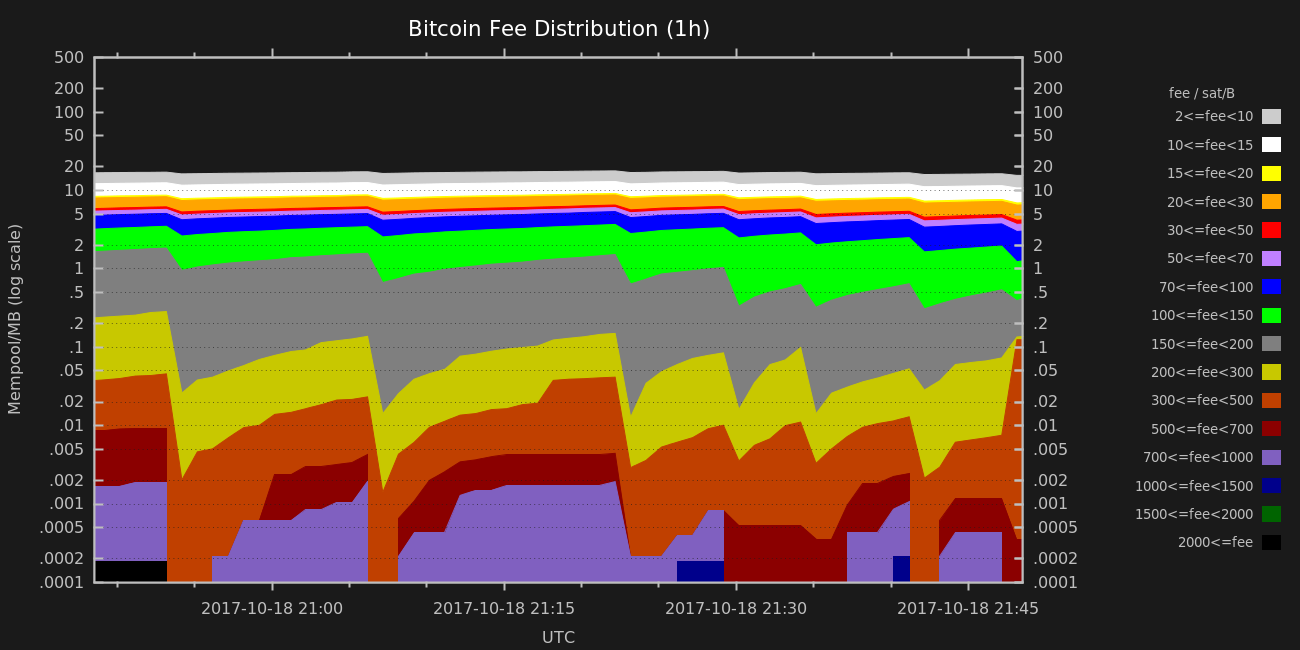 Bitcoin Fee Distribution (1h)
Mempool/MB (log scale)
500
200
100
50
20
10
5
2
1
.5
.2
.1
.05
.02
.01
.005
.002
.001
.0005
.0002
.0001
500
200
100
50
20
10
5
2
1
.5
.2
.1
.05
.02
.01
.005
.002
.001
.0005
.0002
.0001
fee / sat/B
2<=fee<10
10<=fee<15
15<=fee<20
20<=fee<30
30<=fee<50
50<=fee<70
70<=fee<100
100<=fee<150
150<=fee<200
200<=fee<300
300<=fee<500
500<=fee<700
700<=fee<1000
1000<=fee<1500
1500<=fee<2000
2000<=fee
2017-10-18 21:00 2017-10-18 21:15 2017-10-18 21:30 2017-10-18 21:45
UTC